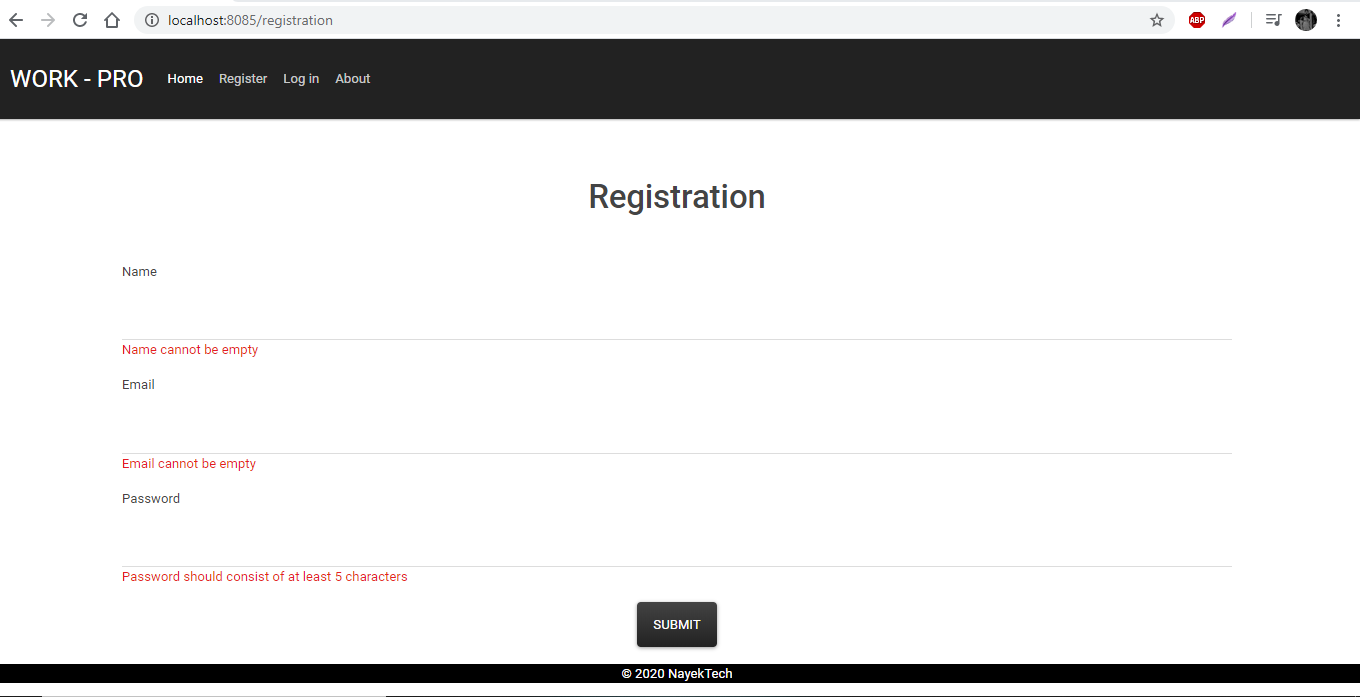 localhost:8085/registration
ABP
WORK - PRO Home Register Log in About
Registration
Name
Name cannot be empty
Email
Email cannot be empty
Password
Password should consist of at least 5 characters
SUBMIT
© 2020 NayekTech